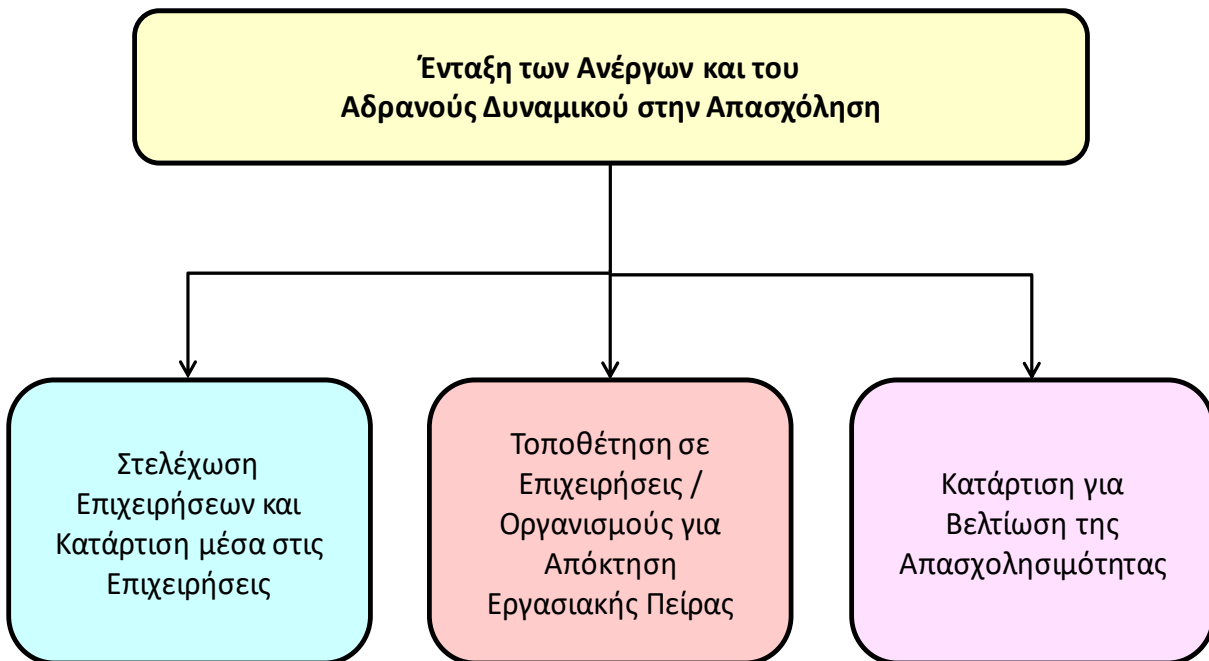 Ένταξη των Ανέργων και του
Αδρανούς Δυναμικού στην Απασχόληση
Στελέχωση
Επιχειρήσεων και
Κατάρτιση μέσα στις
Επιχειρήσεις
Τοποθέτηση σε
Επιχειρήσεις /
Οργανισμούς για
Απόκτηση
Εργασιακής Πείρας
Κατάρτιση για
Βελτίωση της
Απασχολησιμότητας